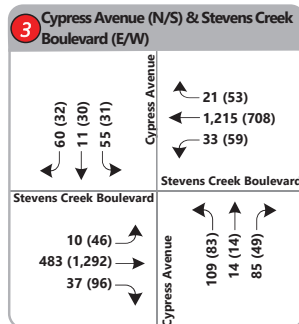 3
Cypress Avenue (N/S) & Stevens Creek
Boulevard (E/W)
60 (32)
11 (30)
55 (31)
Cypress Avenue
21 (53)
1,215 (708)
33 (59)
Stevens Creek Boulevard
Stevens Creek Boulevard
10 (46)
483 (1,292)
37 (96)
Cypress Avenue
109 (83)
14 (14)
85 (49)